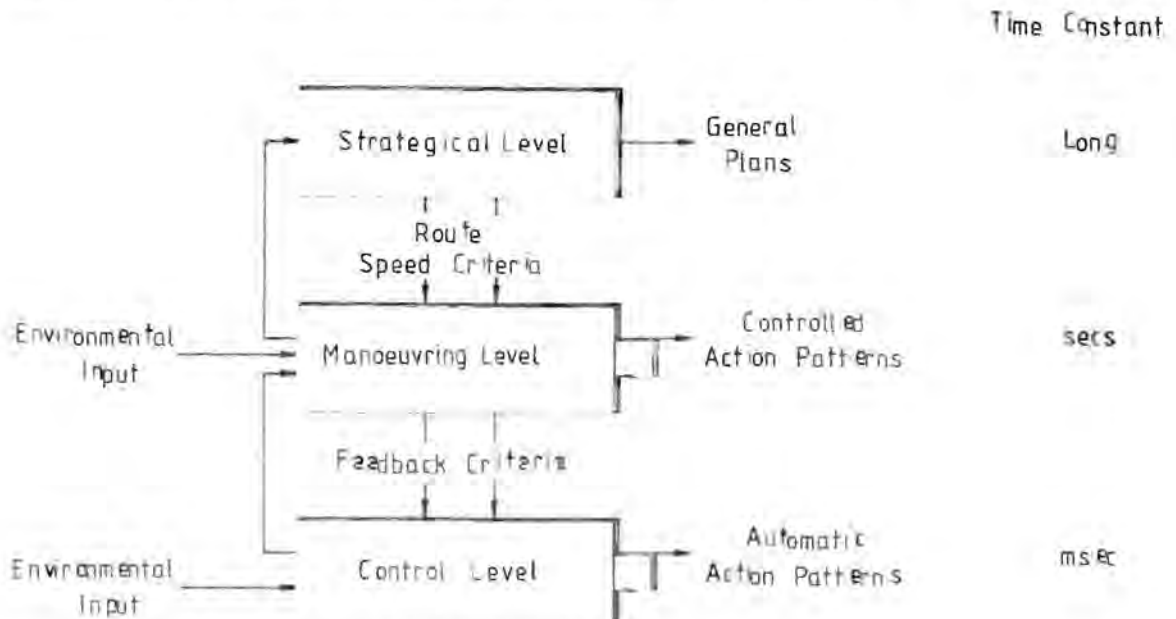 Time Constant
Strategical Level
General
Plans
Long
Route
Speed Criteria
Environmental
Input
Manoeuvring Level
Controlled
Action Patterns
secs
Feedback Criteria
Environmental
Input
Control Level
Automatic
Action Patterns
msec